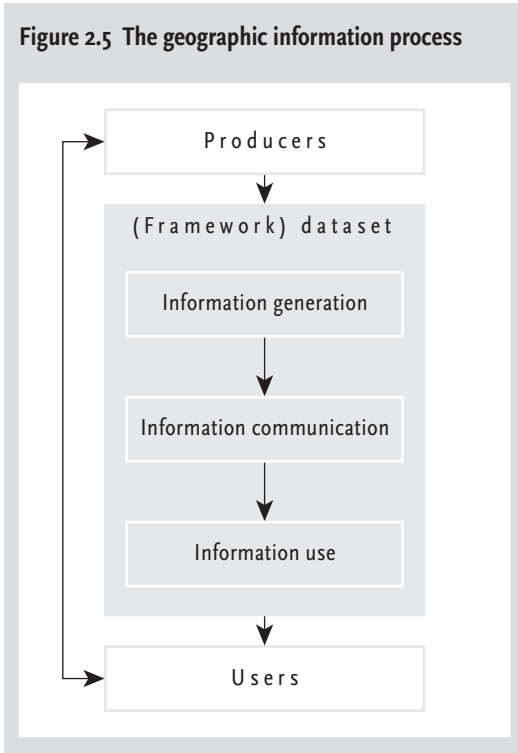 Figure 2.5 The geographic information process
Producers
(Framework) dataset
Information generation
Information communication
Information use
Users